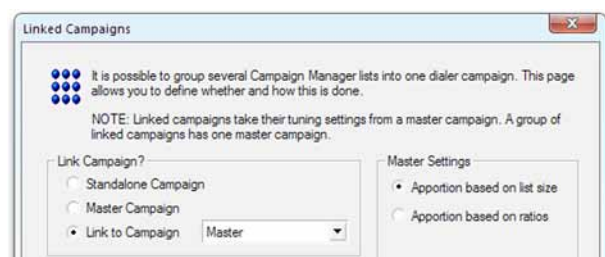 Linked Campaigns
It is possible to group several Campaign Manager lists into one dialer campaign. This page
allows you to define whether and how this is done.
NOTE: Linked campaigns take their tuning settings from a master campaign. A group of
linked campaigns has one master campaign.
Link Campaign?
Standalone Campaign
Master Campaign
Link to Campaign Master
Master Settings
Apportion based on list size
Apportion based on ratios